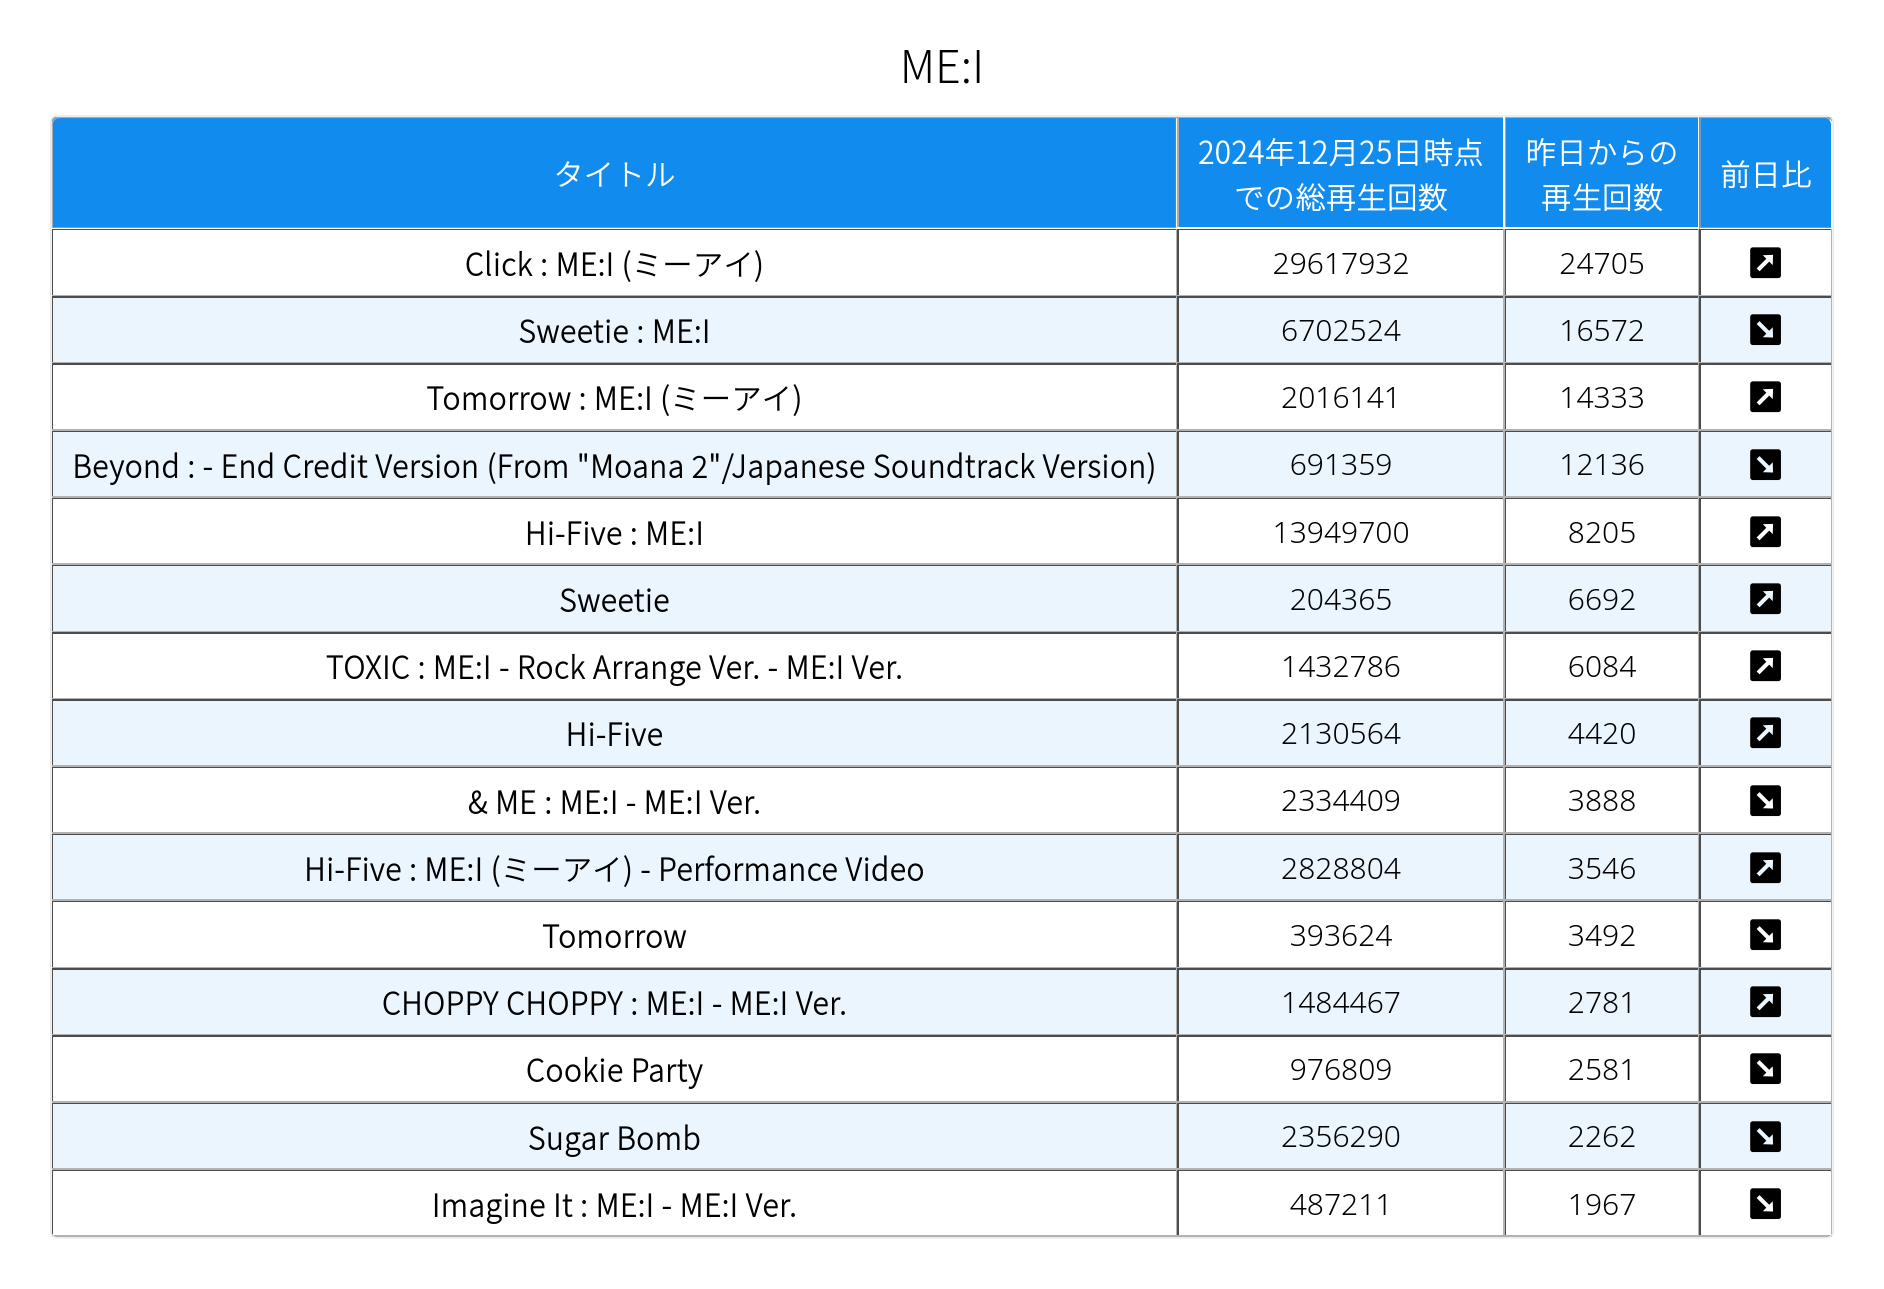 ME:I
タイトル
2024年12月25日時点
での総再生回数
昨日からの
再生回数
前日比
Click : ME:I (ミーアイ) 29617932 24705
Sweetie : ME:I 6702524 16572
Tomorrow : ME:I (ミーアイ) 2016141 14333
Beyond : - End Credit Version (From "Moana 2"/Japanese Soundtrack Version) 691359 12136
Hi-Five : ME:I 13949700 8205
Sweetie 204365 6692
TOXIC : ME:I - Rock Arrange Ver. - ME:I Ver. 1432786 6084
Hi-Five 2130564 4420
& ME : ME:I - ME:I Ver. 2334409 3888
Hi-Five : ME:I (ミーアイ) - Performance Video 2828804 3546
Tomorrow 393624 3492
CHOPPY CHOPPY : ME:I - ME:I Ver. 1484467 2781
Cookie Party 976809 2581
Sugar Bomb 2356290 2262
Imagine It : ME:I - ME:I Ver. 487211 1967